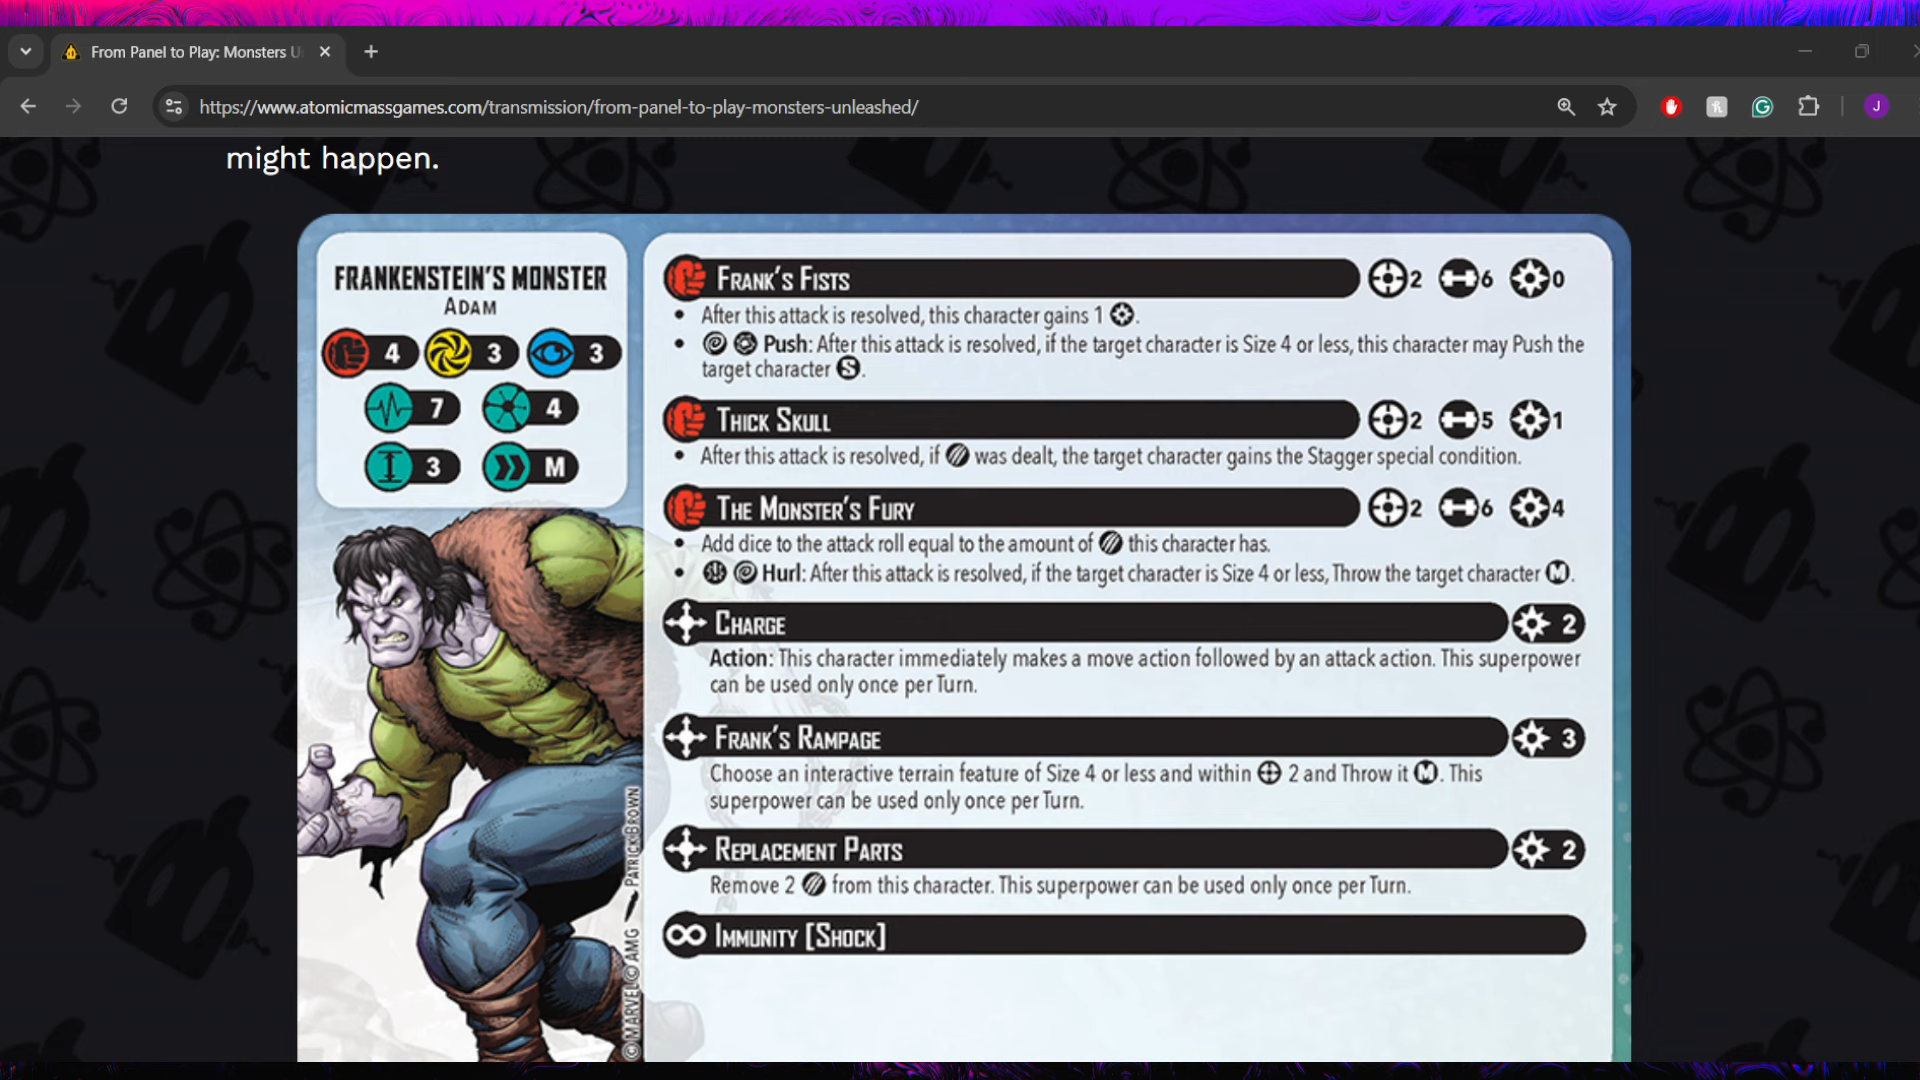 From Panel to Play: Monsters U
https://www.atomicmassgames.com/transmission/from-panel-to-play-monsters-unleashed/
J
might happen.
FRANKENSTEIN'S MONSTER
ADAM
4 3 3
7 4
3 M
FRANK'S FISTS 2 6 0
• After this attack is resolved, this character gains 1 .
• Push: After this attack is resolved, if the target character is Size 4 or less, this character may Push the
target character S.
THICK SKULL 2 5 1
• After this attack is resolved, if was dealt, the target character gains the Stagger special condition.
THE MONSTER'S FURY 2 6 4
• Add dice to the attack roll equal to the amount of this character has.
• Hurl: After this attack is resolved, if the target character is Size 4 or less, Throw the target character M.
CHARGE 2
Action: This character immediately makes a move action followed by an attack action. This superpower
can be used only once per Turn.
FRANK'S RAMPAGE 3
Choose an interactive terrain feature of Size 4 or less and within 2 and Throw it M. This
superpower can be used only once per Turn.
REPLACEMENT PARTS 2
Remove 2 from this character. This superpower can be used only once per Turn.
IMMUNITY [SHOCK]
© MARVEL © AMG PATRICK BROWN